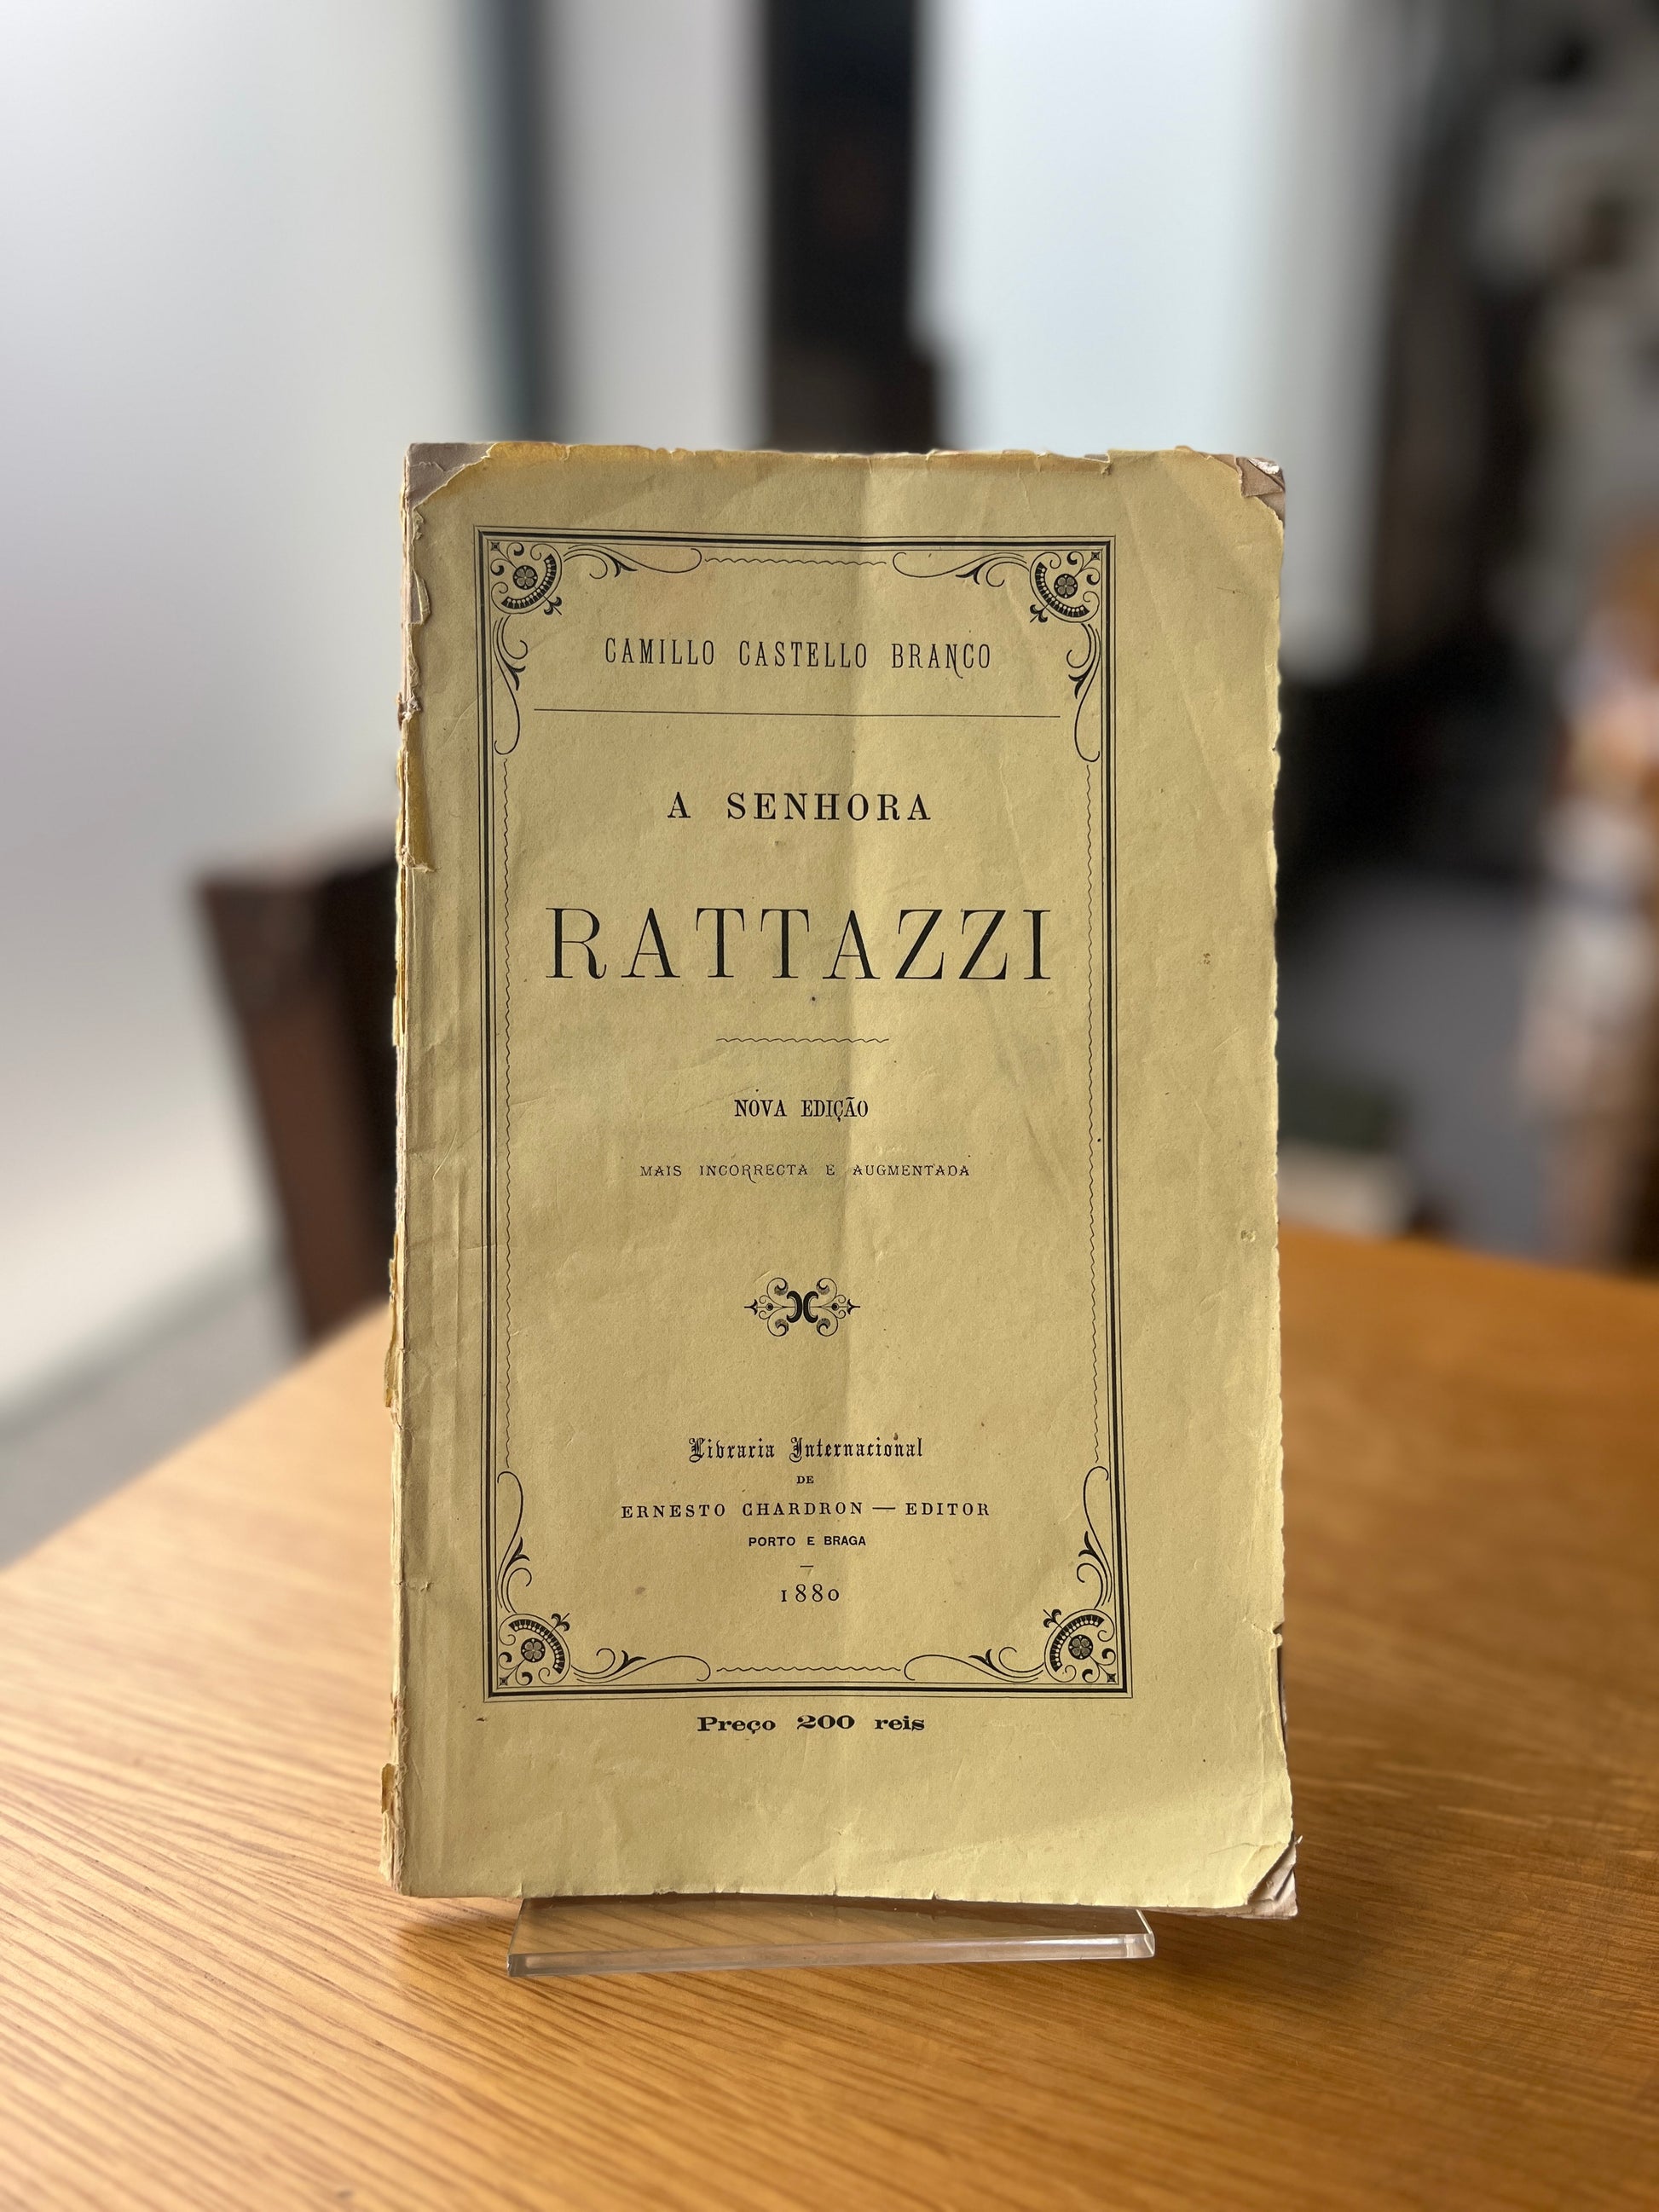 CAMILLO CASTELLO BRANCO
A SENHORA
RATTAZZI
NOVA EDIÇÃO
MAIS INCORRECTA E AUGMENTADA
Libraria Internacional
DE
ERNESTO CHARDRON — EDITOR
PORTO E BRAGA
1880
Preço 200 reis